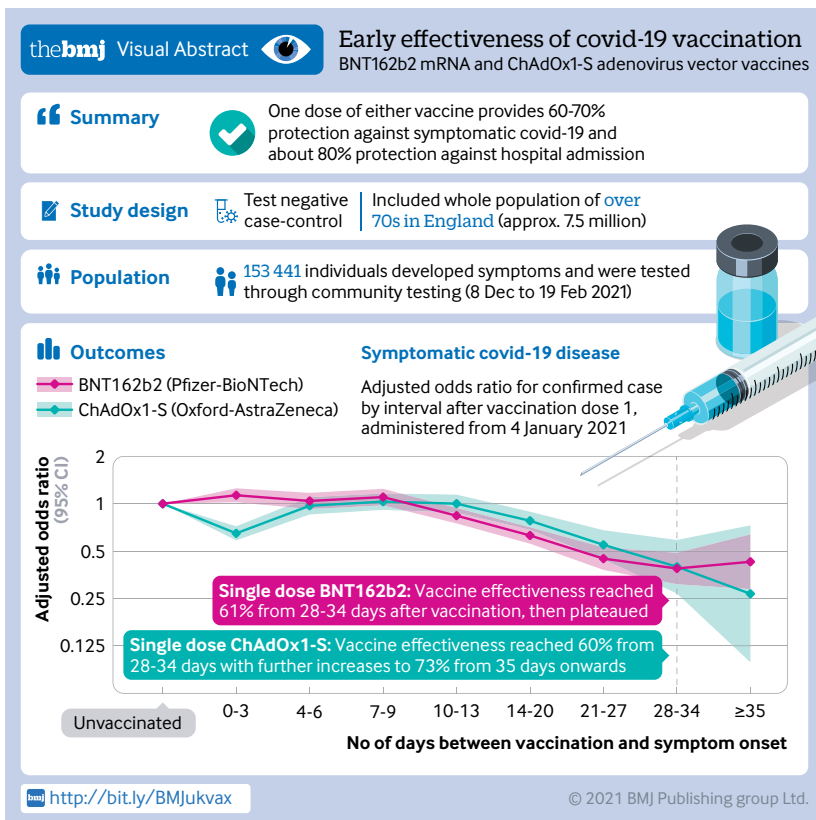 thebmj Visual Abstract
Early effectiveness of covid-19 vaccination
BNT162b2 mRNA and ChAdOx1-S adenovirus vector vaccines
Summary
One dose of either vaccine provides 60-70%
protection against symptomatic covid-19 and
about 80% protection against hospital admission
Study design
Test negative
case-control
Included whole population of over
70s in England (approx. 7.5 million)
Population
153 441 individuals developed symptoms and were tested
through community testing (8 Dec to 19 Feb 2021)
Outcomes
BNT162b2 (Pfizer-BioNTech)
ChAdOx1-S (Oxford-AstraZeneca)
Symptomatic covid-19 disease
Adjusted odds ratio for confirmed case
by interval after vaccination dose 1,
administered from 4 January 2021
Adjusted odds ratio
(95% CI)
2
1
0.5
0.25
0.125
Single dose BNT162b2: Vaccine effectiveness reached
61% from 28-34 days after vaccination, then plateaued
Single dose ChAdOx1-S: Vaccine effectiveness reached 60% from
28-34 days with further increases to 73% from 35 days onwards
Unvaccinated
0-3
4-6
7-9
10-13
14-20
21-27
28-34
≥35
No of days between vaccination and symptom onset
bmj http://bit.ly/BMJukvax
© 2021 BMJ Publishing group Ltd.